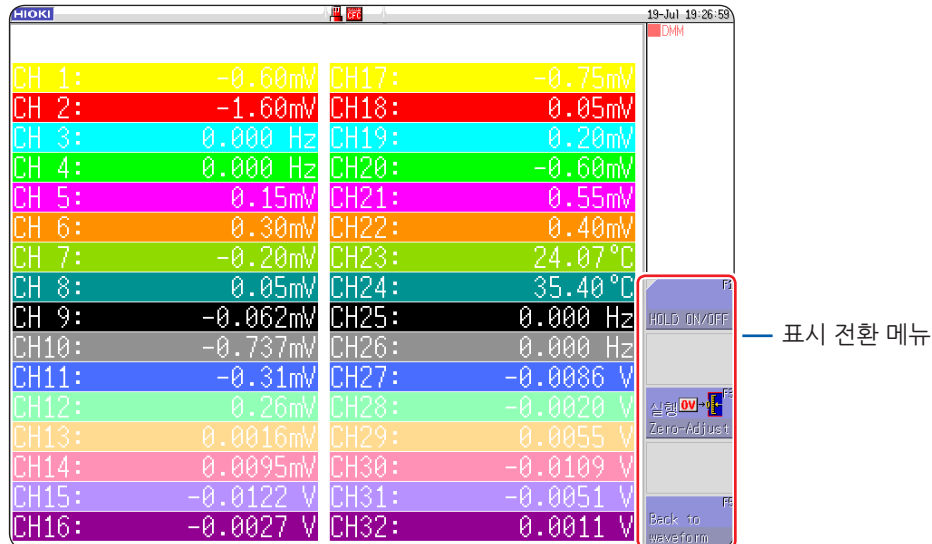 HIOKI 19-Jul 19:26:59
DMM
CH 1: -0.60mV CH17: -0.75mV
CH 2: -1.60mV CH18: 0.05mV
CH 3: 0.000 Hz CH19: 0.20mV
CH 4: 0.000 Hz CH20: -0.60mV
CH 5: 0.15mV CH21: 0.55mV
CH 6: 0.30mV CH22: 0.40mV
CH 7: -0.20mV CH23: 24.07°C
CH 8: 0.05mV CH24: 35.40°C
CH 9: -0.062mV CH25: 0.000 Hz
CH10: -0.737mV CH26: 0.000 Hz
CH11: -0.31mV CH27: -0.0086 V
CH12: 0.26mV CH28: -0.0020 V
CH13: 0.0016mV CH29: 0.0055 V
CH14: 0.0095mV CH30: -0.0109 V
CH15: -0.0122 V CH31: -0.0051 V
CH16: -0.0027 V CH32: 0.0011 V
HOLD ON/OFF
실행 0V
Zero-Adjust
Back to
waveform
표시 전환 메뉴